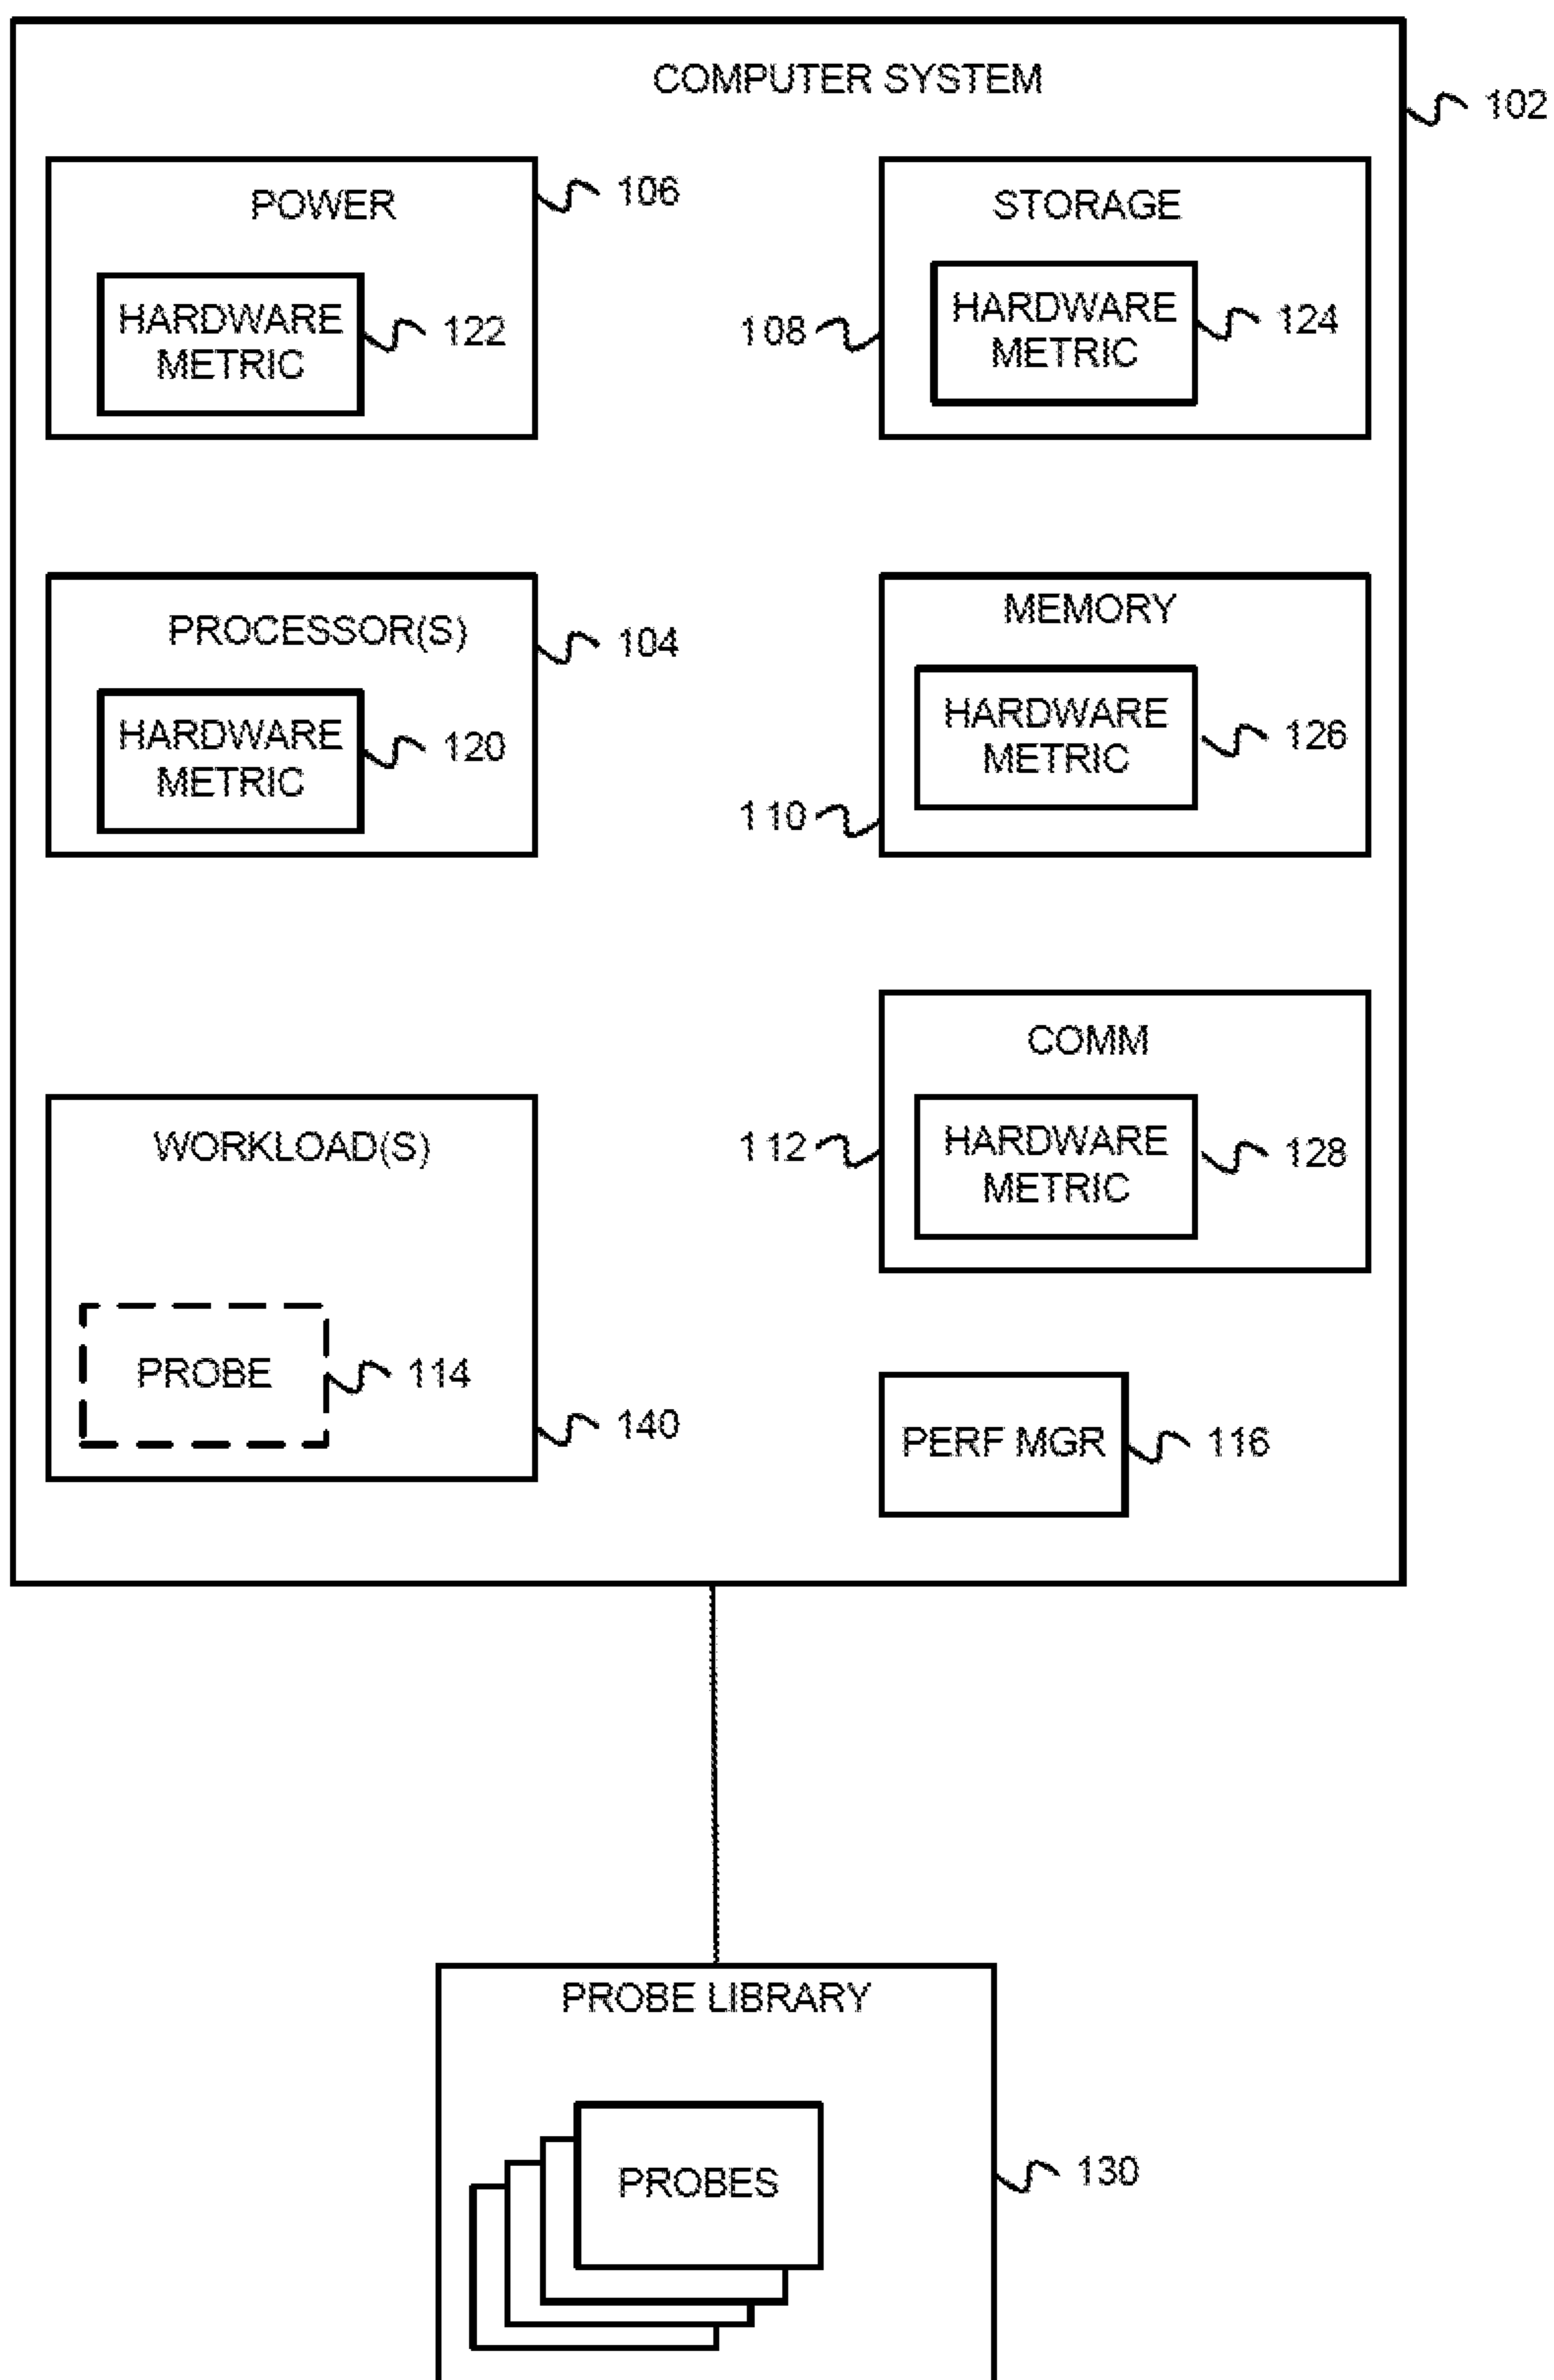 COMPUTER SYSTEM
102
POWER
106
HARDWARE
METRIC
122
STORAGE
108
HARDWARE
METRIC
124
PROCESSOR(S)
104
HARDWARE
METRIC
120
MEMORY
HARDWARE
METRIC
126
110
COMM
112
HARDWARE
METRIC
128
WORKLOAD(S)
PROBE
114
140
PERF MGR
116
PROBE LIBRARY
PROBES
130